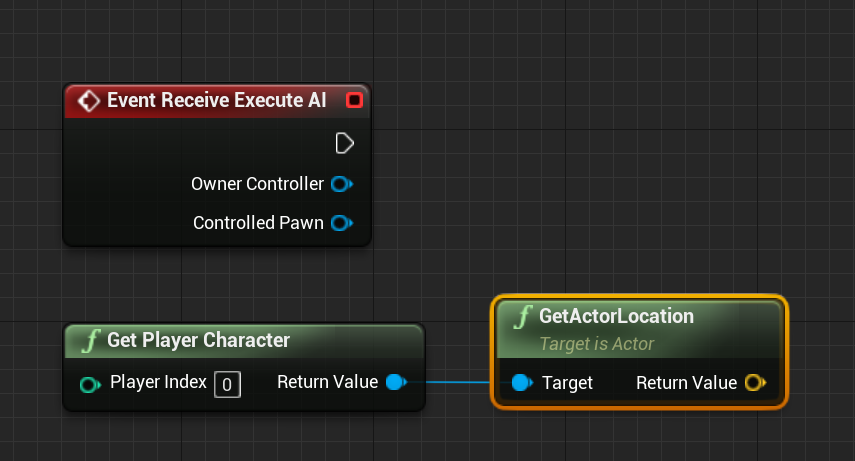 Event Receive Execute AI
Owner Controller
Controlled Pawn
f Get Player Character
Player Index 0 Return Value
f GetActorLocation
Target is Actor
Target Return Value